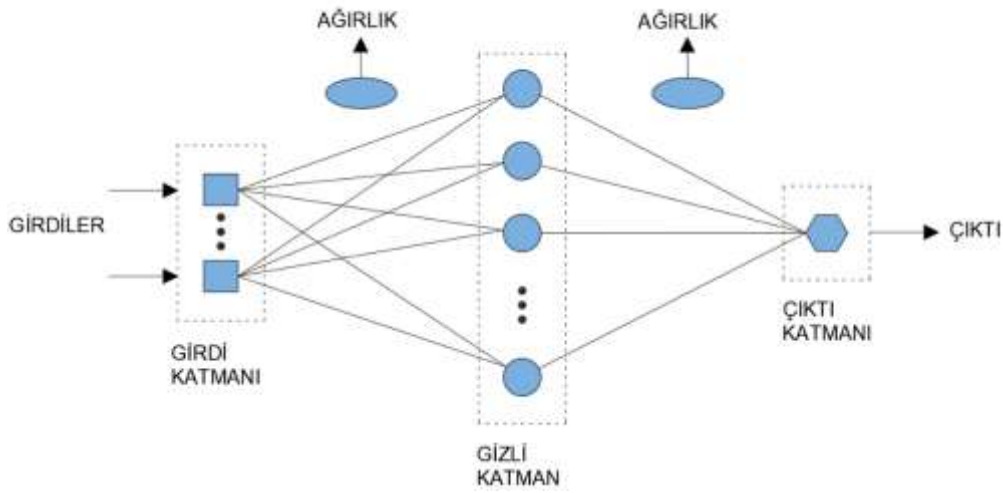 AĞIRLIK
AĞIRLIK
GİRDİLER
ÇIKTI
GİRDİ
KATMANI
ÇIKTI
KATMANI
GİZLİ
KATMAN